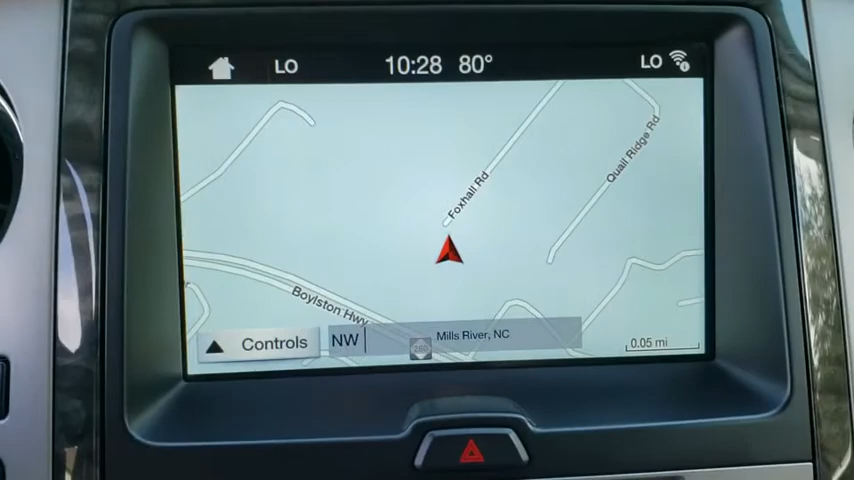 LO
10:28 80°
LO
Foxhall Rd
Quail Ridge Rd
Boylston Hwy
Controls
NW
280
Mills River, NC
0.05 mi